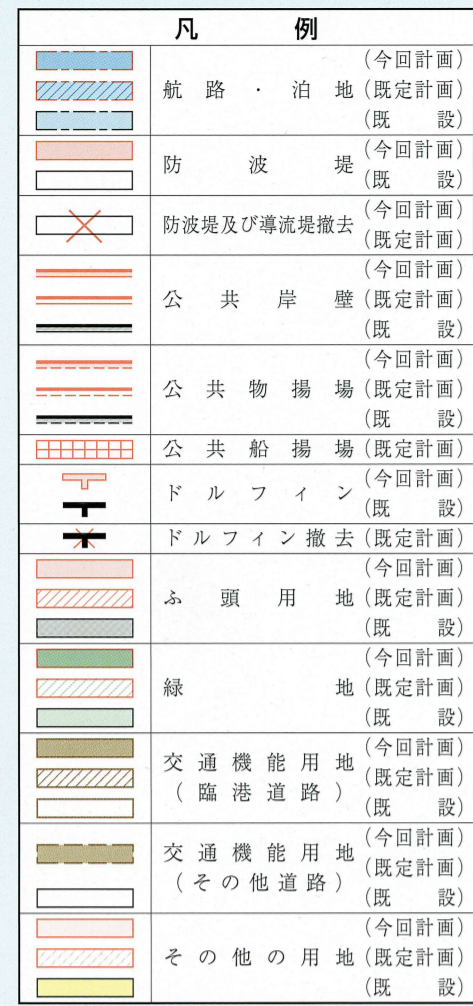 凡例
航路・泊地(今回計画)
(既定計画)
(既設)
防波堤(今回計画)
(既設)
防波堤及び導流堤撤去(今回計画)
(既定計画)
公共岸壁(今回計画)
(既定計画)
(既設)
公共物揚場(今回計画)
(既定計画)
(既設)
公共船揚場(既定計画)
ドルフィン(今回計画)
(既設)
ドルフィン撤去(既定計画)
ふ頭用地(今回計画)
(既定計画)
(既設)
緑地(今回計画)
(既定計画)
(既設)
交通機能用地(臨港道路)(今回計画)
(既定計画)
(既設)
交通機能用地(その他道路)(今回計画)
(既定計画)
(既設)
その他の用地(今回計画)
(既定計画)
(既設)